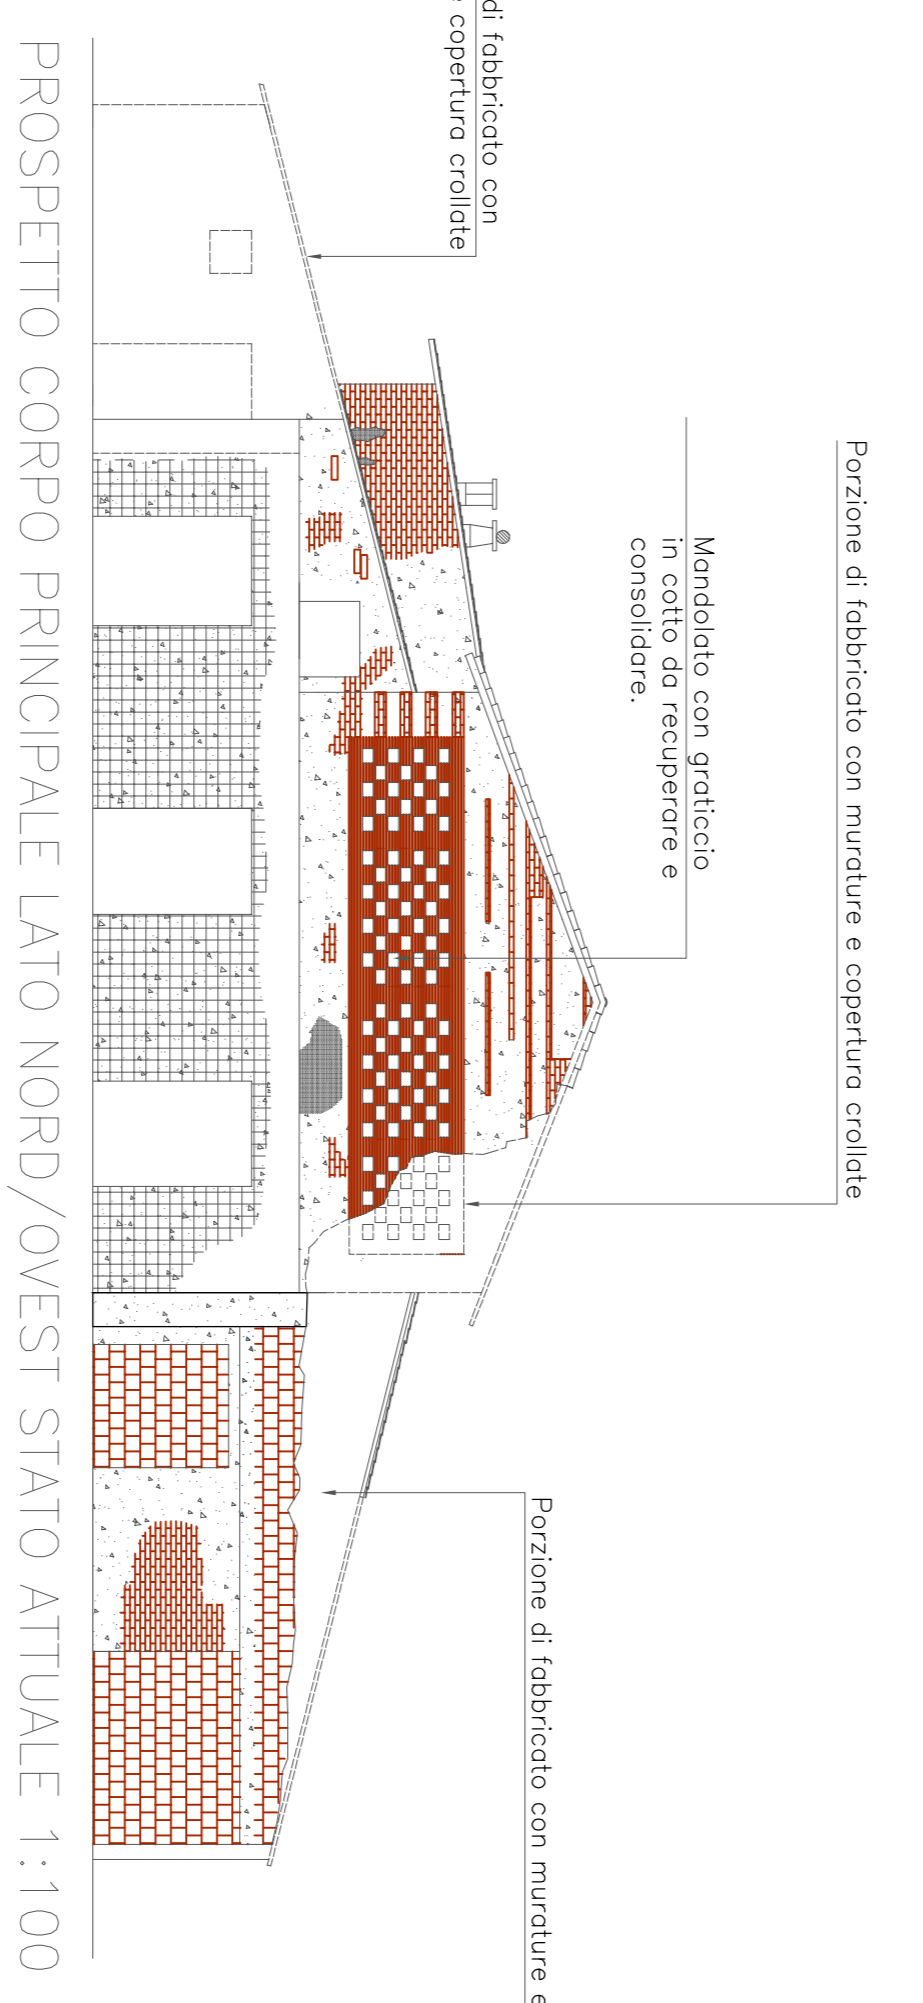 di fabbricato con
e copertura crollate
Porzione di fabbricato con murature e copertura crollate
Mandolato con graticcio
in cotto da recuperare e
consolidare.
Porzione di fabbricato con murature e
PROSPETTO CORPO PRINCIPALE LATO NORD/OVEST STATO ATTUALE 1:100